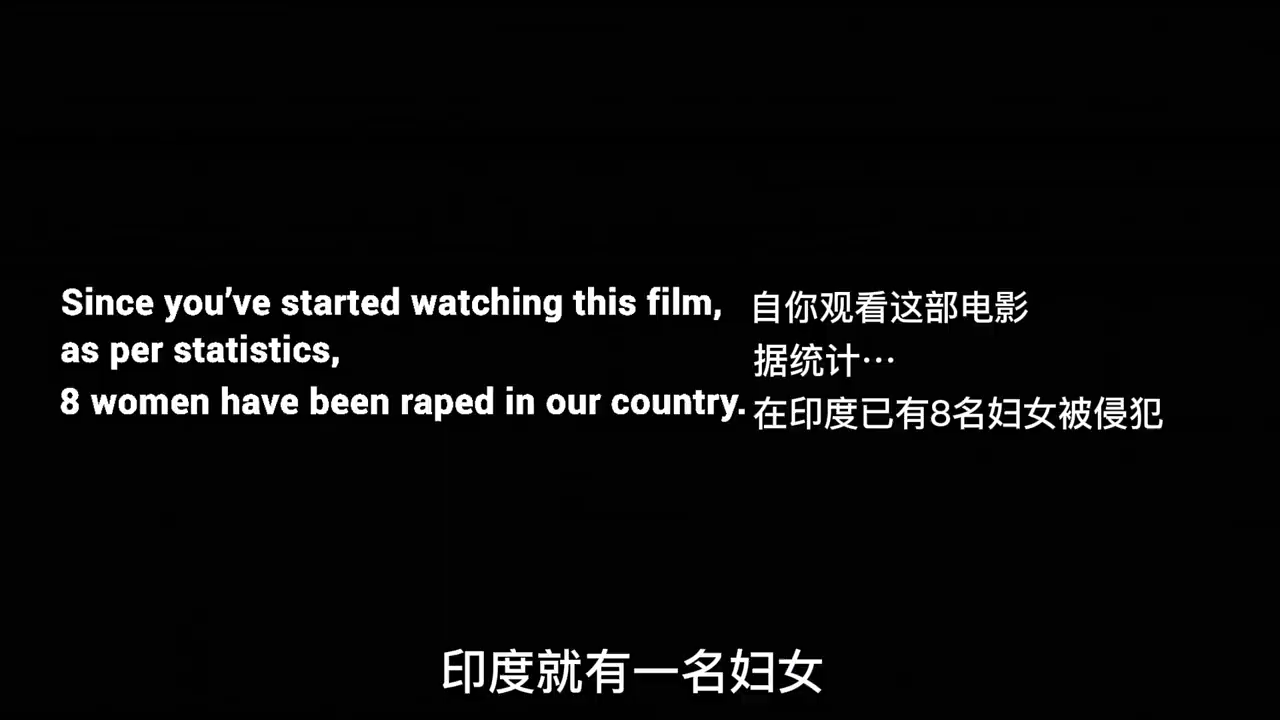 Since you've started watching this film,
as per statistics,
8 women have been raped in our country.
自你观看这部电影
据统计…
在印度已有8名妇女被侵犯
印度就有一名妇女